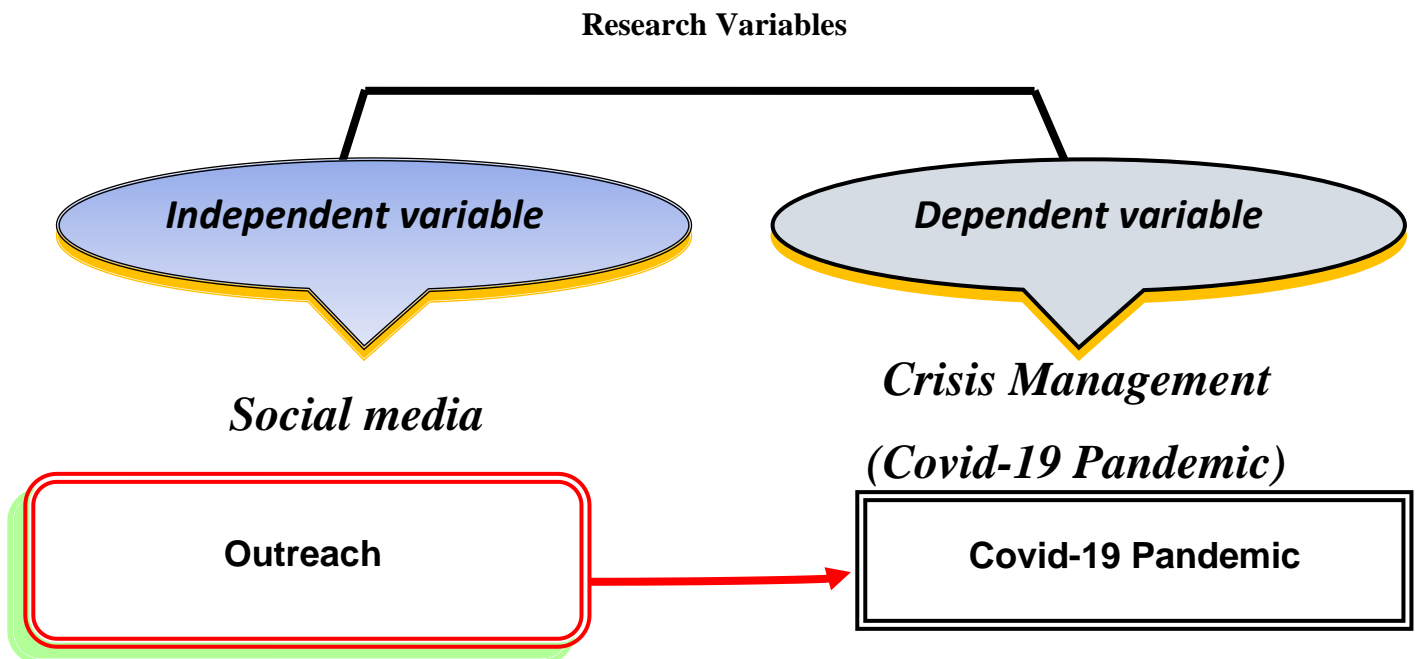 Research Variables
Independent variable
Dependent variable
Social media
Crisis Management
(Covid-19 Pandemic)
Outreach
Covid-19 Pandemic